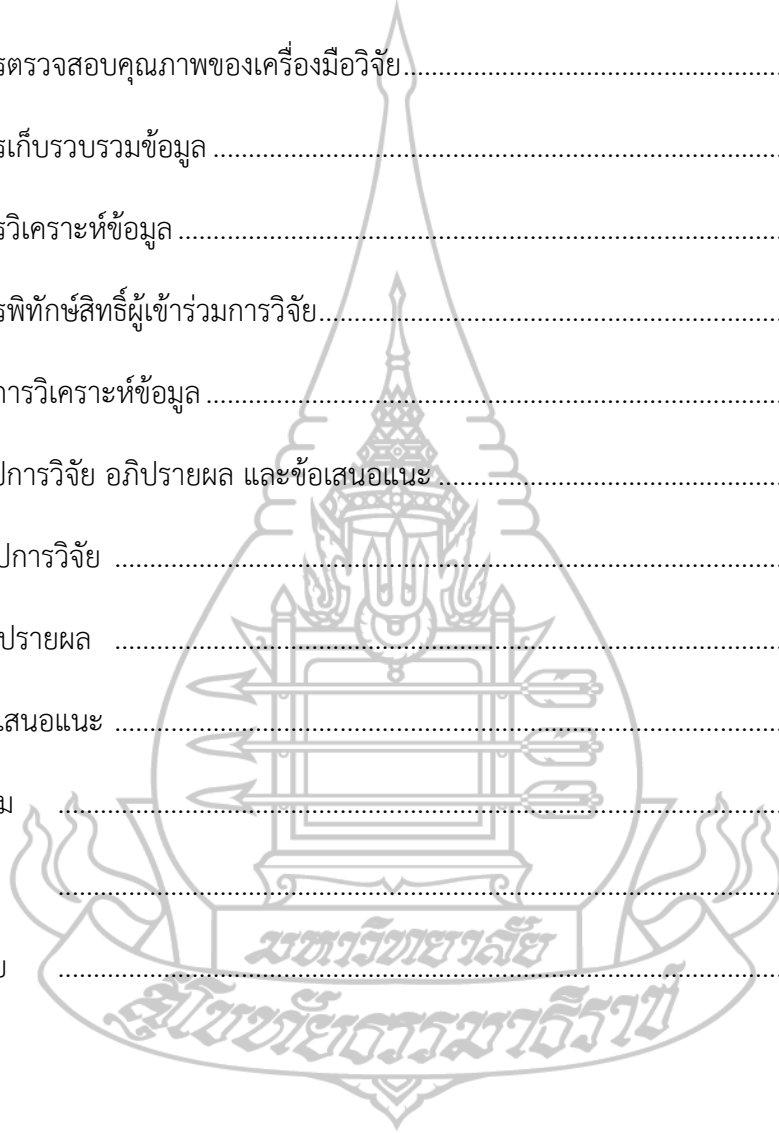 รตรวจสอบคุณภาพของเครื่องมือวิจัย........................................................
รเก็บรวบรวมข้อมูล ........................................................................................
รวิเคราะห์ข้อมูล .............................................................................................
รพิทักษ์สิทธิ์ผู้เข้าร่วมการวิจัย.....................................................................
การวิเคราะห์ข้อมูล .........................................................................................
ปการวิจัย อภิปรายผล และข้อเสนอแนะ .....................................................
ปการวิจัย .......................................................................................................
ปรายผล .......................................................................................................
เสนอแนะ .......................................................................................................
ม ................................................................................................................
................................................................................................................
ย ................................................................................................................
มหาวิทยาลัย
สุโขทัยธรรมาธิราช